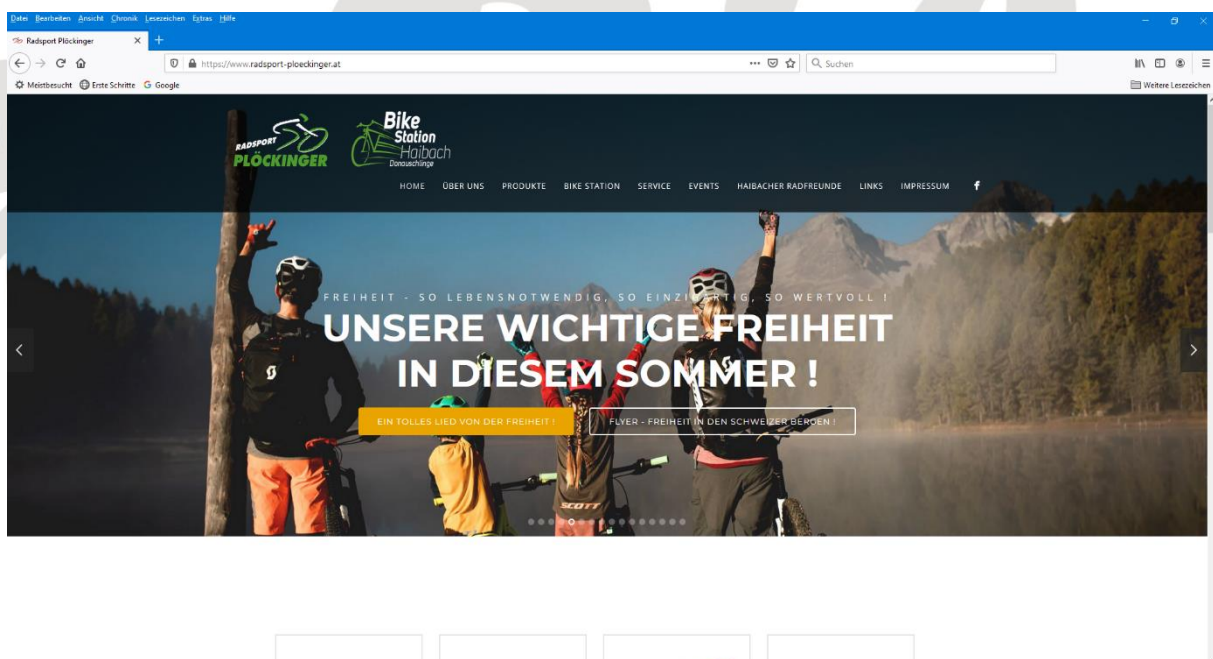 Datei Bearbeiten Ansicht Chronik Lesezeichen Extras Hilfe
Radsport Plöckinger
https://www.radsport-ploeckinger.at
Suchen
Meistbesucht Erste Schritte Google
Weitere Lesezeichen
RADSPORT
PLÖCKINGER
Bike
Station
Haibach
Donauschlinge
HOME ÜBER UNS PRODUKTE BIKE STATION SERVICE EVENTS HAIBACHER RADFREUNDE LINKS IMPRESSUM f
FREIHEIT - SO LEBENSNOTWENDIG, SO EINZIGARTIG, SO WERTVOLL !
UNSERE WICHTIGE FREIHEIT
IN DIESEM SOMMER !
EIN TOLLES LIED VON DER FREIHEIT ! FLYER - FREIHEIT IN DEN SCHWEIZER BERGEN !
SCOTT